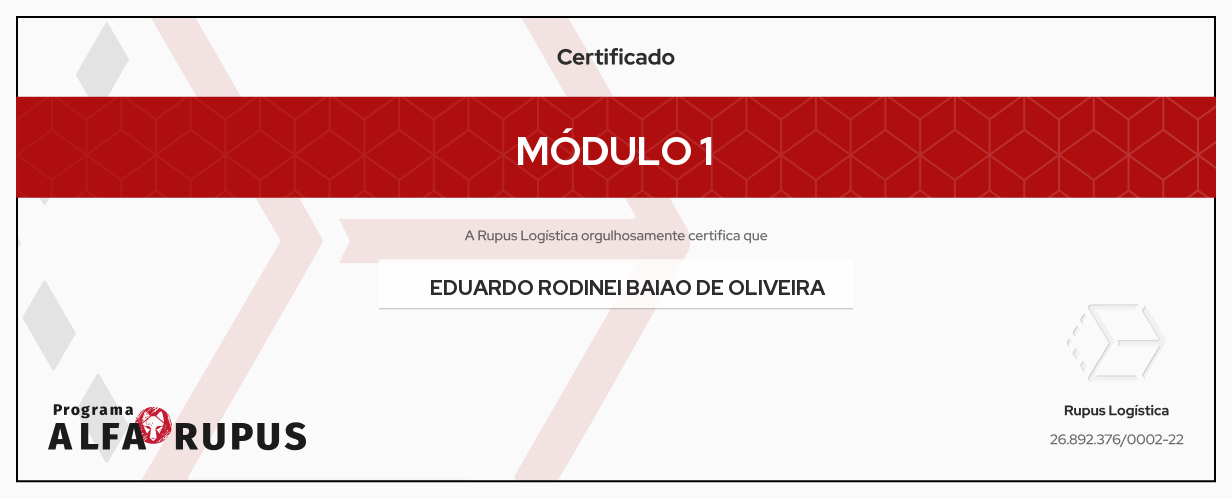 Certificado
MÓDULO 1
A Rupus Logística orgulhosamente certifica que
EDUARDO RODINEI BAIAO DE OLIVEIRA
Programa
ALFA RUPUS
Rupus Logística
26.892.376/0002-22